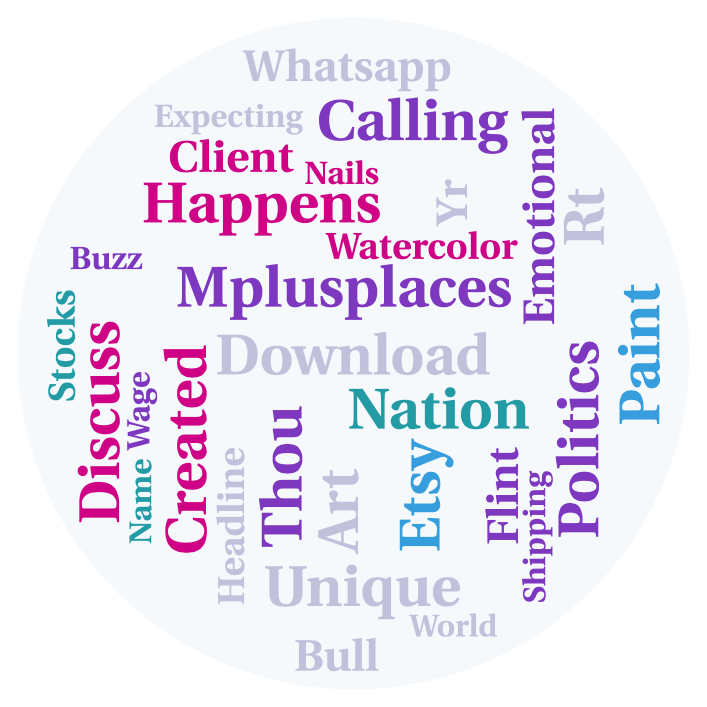 Whatsapp
Expecting
Calling
Emotional
Client
Nails
Happens
Yr
Rt
Watercolor
Buzz
Mplusplaces
Stocks
Paint
Discuss
Download
Created
Politics
Wage
Nation
Thou
Etsy
Name
Headline
Art
Flint
Shipping
Unique
World
Bull